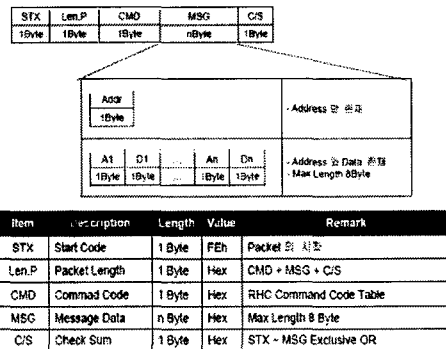 STX Len.P CMD MSG C/S
1Byte 1Byte 1Byte nByte 1Byte
Addr
1Byte
- Address 만 존재
A1 D1 ... An Dn
1Byte 1Byte ... 1Byte 1Byte
- Address 와 Data 존재
- Max Length 8Byte
Item Description Length Value Remark
STX Start Code 1 Byte FEh Packet 의 시작
Len.P Packet Length 1 Byte Hex CMD + MSG + C/S
CMD Commad Code 1 Byte Hex RHC Command Code Table
MSG Message Data n Byte Hex Max Length 8 Byte
C/S Check Sum 1 Byte Hex STX ~ MSG Exclusive OR